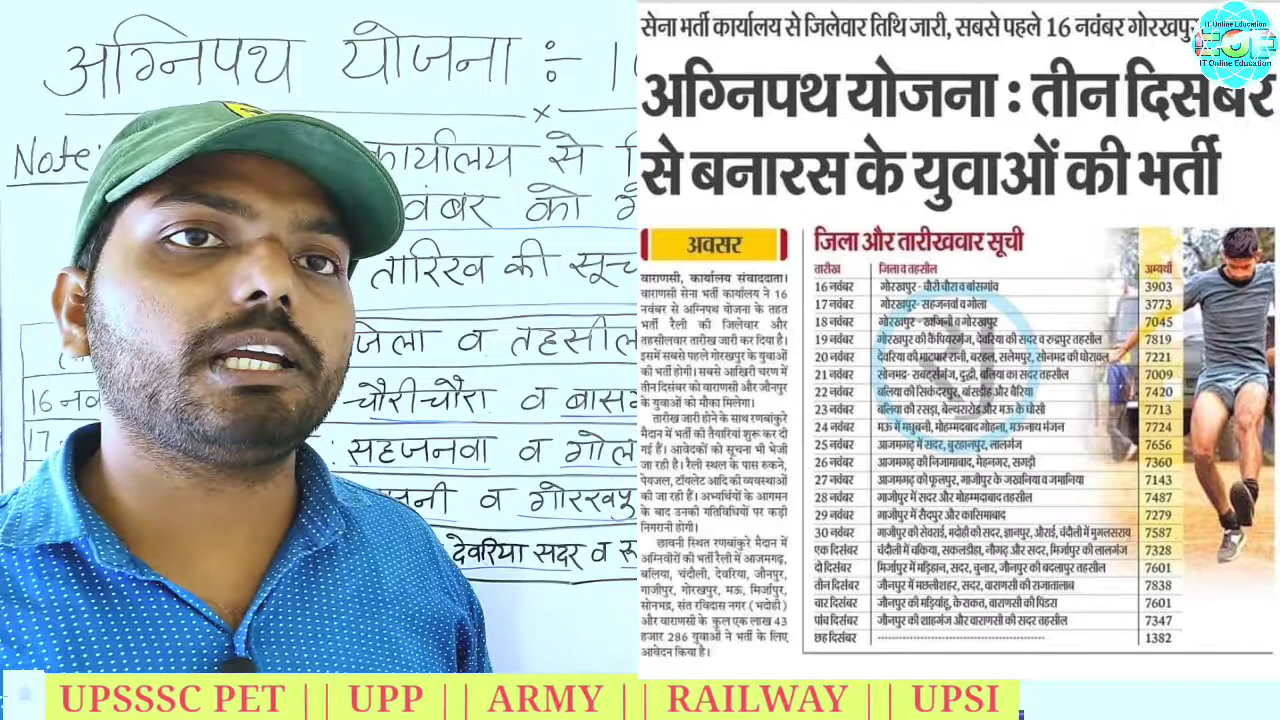 अग्निपथ योजना :-
Note:
कार्यालय से
वंबर को
तारिख की सूच
जिला व तहसील
16 नव
चौरीचौरा व बास
17
: सहजनवा व गोल
जनी व गोरखपु
देवरिया सदर व रू
सेना भर्ती कार्यालय से जिलेवार तिथि जारी, सबसे पहले 16 नवंबर गोरखपुर
IT Online Education
IT Online Education
अग्निपथ योजना : तीन दिसंबर
से बनारस के युवाओं की भर्ती
अवसर
वाराणसी, कार्यालय संवाददाता।
वाराणसी सेना भर्ती कार्यालय ने 16
नवंबर से अग्निपथ योजना के तहत
भर्ती रैली की जिलेवार और
तहसीलवार तारीख जारी कर दिया है।
इसमें सबसे पहले गोरखपुर के युवाओं
की भर्ती होगी। सबसे आखिरी चरण में
तीन दिसंबर को वाराणसी और जौनपुर
के युवाओं को मौका मिलेगा।
तारीख जारी होने के साथ रणबांकुरे
मैदान में भर्ती की तैयारियां शुरू कर दी
गई हैं। आवेदकों को सूचना भी भेजी
जा रही है। रैली स्थल के पास रुकने,
पेयजल, टॉयलेट आदि की व्यवस्थाओं
की जा रही हैं। अभ्यर्थियों के आगमन
के बाद उनकी गतिविधियों पर कड़ी
निगरानी होगी।
छावनी स्थित रणबांकुरे मैदान में
अग्निवीरों की भर्ती रैली में आजमगढ़,
बलिया, चंदौली, देवरिया, जौनपुर,
गाजीपुर, गोरखपुर, मऊ, मिर्जापुर,
सोनभद्र, संत रविदास नगर (भदोही)
और वाराणसी के कुल एक लाख 43
हजार 286 युवाओं ने भर्ती के लिए
आवेदन किया है।
जिला और तारीखवार सूची
तारीख जिला व तहसील अभ्यर्थी
16 नवंबर गोरखपुर - चौरी चौरा व बांसगांव 3903
17 नवंबर गोरखपुर- सहजनवां व गोला 3773
18 नवंबर गोरखपुर -खजिनी व गोरखपुर 7045
19 नवंबर गोरखपुर की कैंपियरगंज, देवरिया की सदर व रुद्रपुर तहसील 7819
20 नवंबर देवरिया की भाटपार रानी, बरहल, सलेमपुर, सोनभद्र की घोरावल 7221
21 नवंबर सोनभद्र- राबर्ट्सगंज, दुद्धी, बलिया का सदर तहसील 7009
22 नवंबर बलिया की सिकंदरपुर, बांसडीह और बैरिया 7420
23 नवंबर बलिया की रसड़ा, बेल्थरारोड और मऊ के घोसी 7713
24 नवंबर मऊ में मधुबनी, मोहम्मदबाद गोहना, मऊनाथ भंजन 7724
25 नवंबर आजमगढ़ में सदर, बुरहानपुर, लालगंज 7656
26 नवंबर आजमगढ़ की निजामाबाद, मेहनगर, सगड़ी 7360
27 नवंबर आजमगढ़ की फूलपुर, गाजीपुर के जखनिया व जमानिया 7143
28 नवंबर गाजीपुर में सदर और मोहम्मदाबाद तहसील 7487
29 नवंबर गाजीपुर में सैदपुर और कासिमाबाद 7279
30 नवंबर गाजीपुर की सेवराई, भदोही की सदर, ज्ञानपुर, औराई, चंदौली में मुगलसराय 7587
एक दिसंबर चंदौली में चकिया, सकलडीहा, नौगढ़ और सदर, मिर्जापुर की लालगंज 7328
दो दिसंबर मिर्जापुर में मड़िहान, सदर, चुनार, जौनपुर की बदलापुर तहसील 7601
तीन दिसंबर जौनपुर में मछलीशहर, सदर, वाराणसी की राजातालाब 7838
चार दिसंबर जौनपुर की मड़ियाहूं, केराकत, वाराणसी की पिंडरा 7601
पांच दिसंबर जौनपुर की शाहगंज और वाराणसी की सदर तहसील 7347
छह दिसंबर ---------- 1382
UPSSSC PET || UPP || ARMY || RAILWAY || UPSI